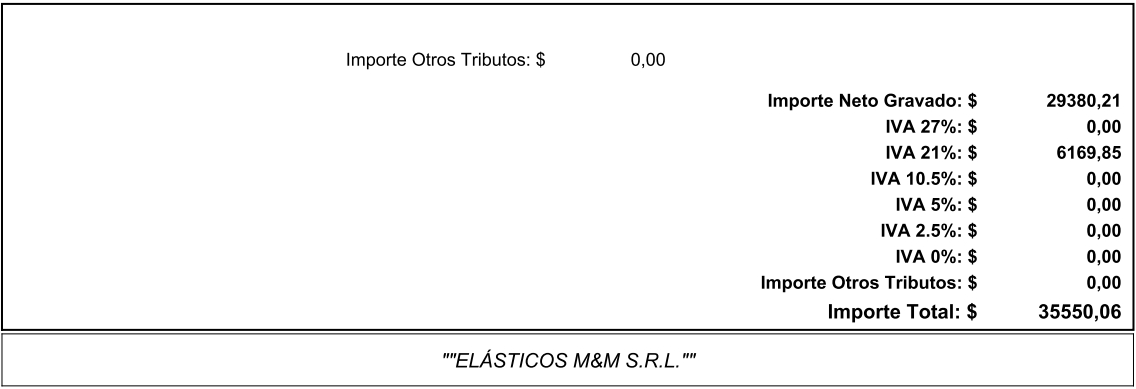 Importe Otros Tributos: $ 0,00
Importe Neto Gravado: $ 29380,21
IVA 27%: $ 0,00
IVA 21%: $ 6169,85
IVA 10.5%: $ 0,00
IVA 5%: $ 0,00
IVA 2.5%: $ 0,00
IVA 0%: $ 0,00
Importe Otros Tributos: $ 0,00
Importe Total: $ 35550,06
""ELÁSTICOS M&M S.R.L.""